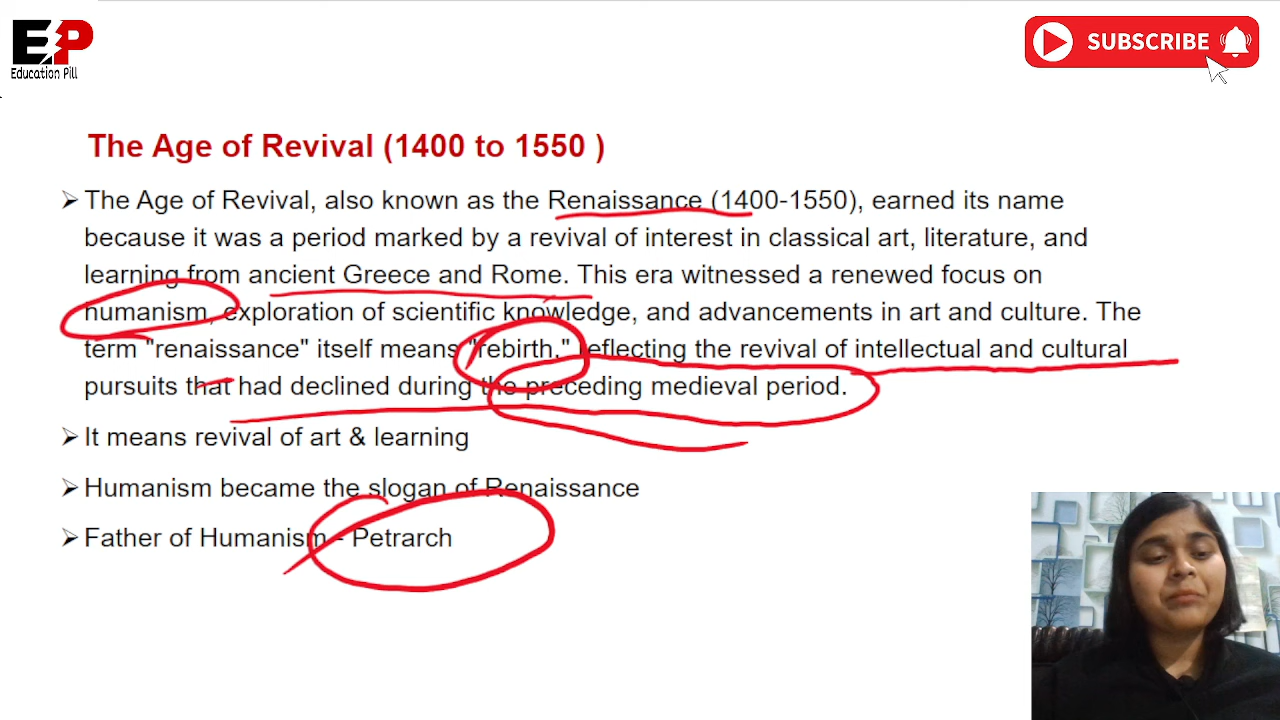 EP
Education Pill
SUBSCRIBE
The Age of Revival (1400 to 1550 )
➢ The Age of Revival, also known as the Renaissance (1400-1550), earned its name
because it was a period marked by a revival of interest in classical art, literature, and
learning from ancient Greece and Rome. This era witnessed a renewed focus on
humanism, exploration of scientific knowledge, and advancements in art and culture. The
term "renaissance" itself means "rebirth," reflecting the revival of intellectual and cultural
pursuits that had declined during the preceding medieval period.
➢ It means revival of art & learning
➢ Humanism became the slogan of Renaissance
➢ Father of Humanism - Petrarch